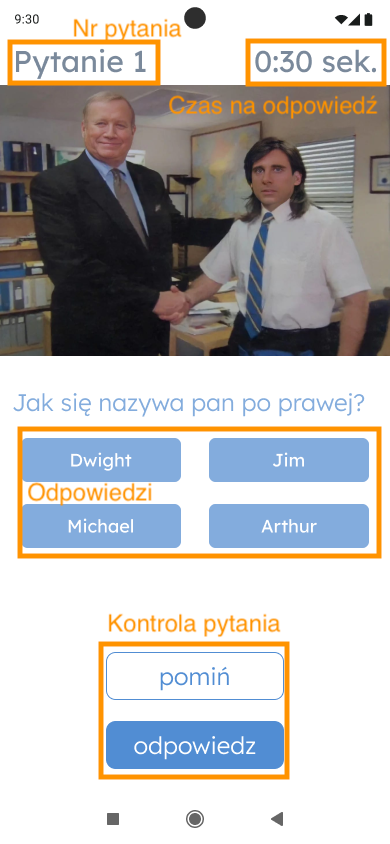 9:30
Nr pytania
Pytanie 1
0:30 sek.
Czas na odpowiedź
Jak się nazywa pan po prawej?
Dwight
Jim
Odpowiedzi
Michael
Arthur
Kontrola pytania
pomiń
odpowiedz